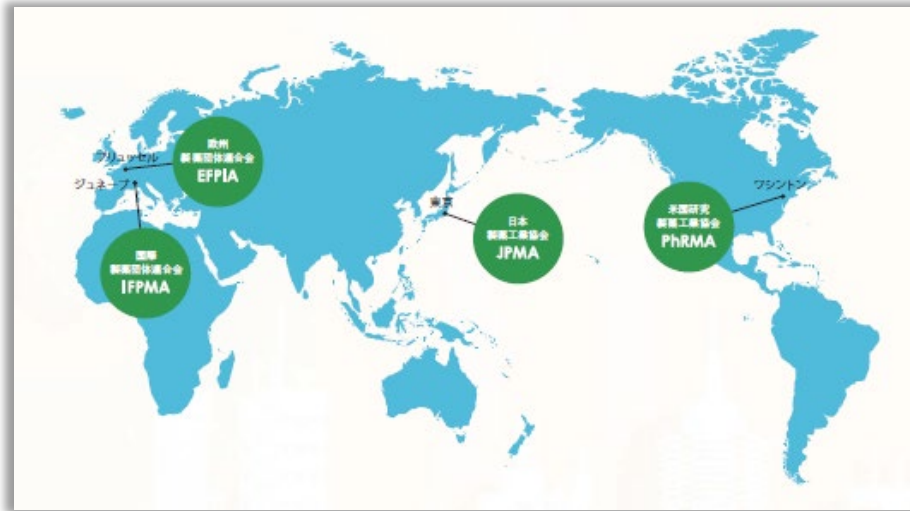 ブリュッセル
欧州
製薬団体連合会
EFPIA
ジュネーブ
国際
製薬団体連合会
IFPMA
東京
日本
製薬工業協会
JPMA
ワシントン
米国研究
製薬工業協会
PhRMA